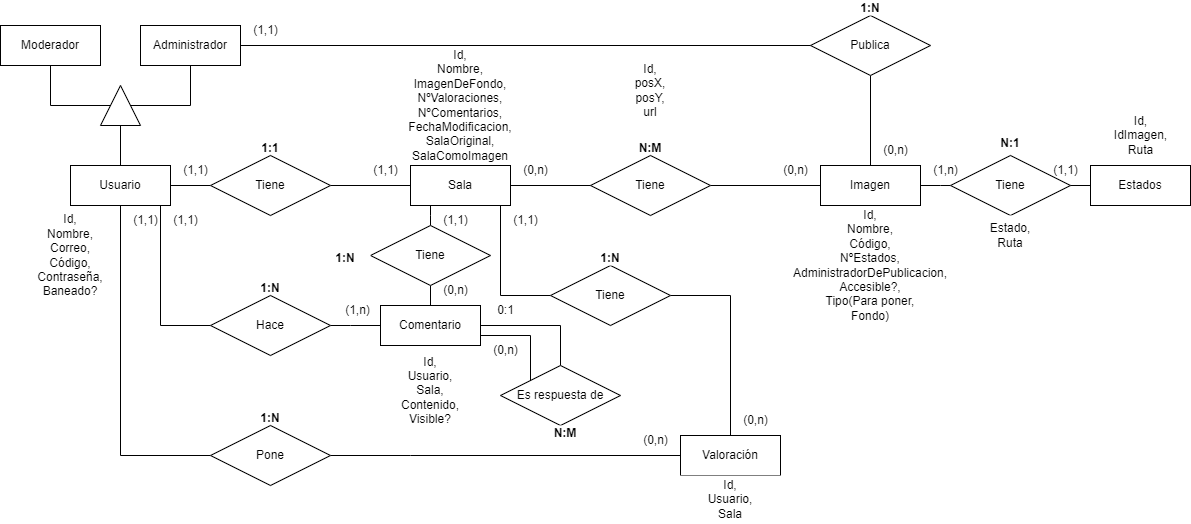 1:N
(1,1)
Moderador
Administrador
Publica
Id,
Nombre,
ImagenDeFondo,
NºValoraciones,
NºComentarios,
FechaModificacion,
SalaOriginal,
SalaComoImagen
Id,
posX,
posY,
url
Id,
IdImagen,
Ruta
1:1
N:M
(0,n)
N:1
(1,1)
(1,1)
(0,n)
(0,n)
(1,n)
(1,1)
Usuario
Tiene
Sala
Tiene
Imagen
Tiene
Estados
(1,1)
(1,1)
(1,1)
(1,1)
Id,
Nombre,
Correo,
Código,
Contraseña,
Baneado?
Id,
Nombre,
Código,
NºEstados,
AdministradorDePublicacion,
Accesible?,
Tipo(Para poner,
Fondo)
Estado,
Ruta
1:N
Tiene
1:N
(0,n)
1:N
Tiene
(1,n)
0:1
Hace
Comentario
(0,n)
Id,
Usuario,
Sala,
Contenido,
Visible?
Es respuesta de
N:M
1:N
(0,n)
(0,n)
Pone
Valoración
Id,
Usuario,
Sala